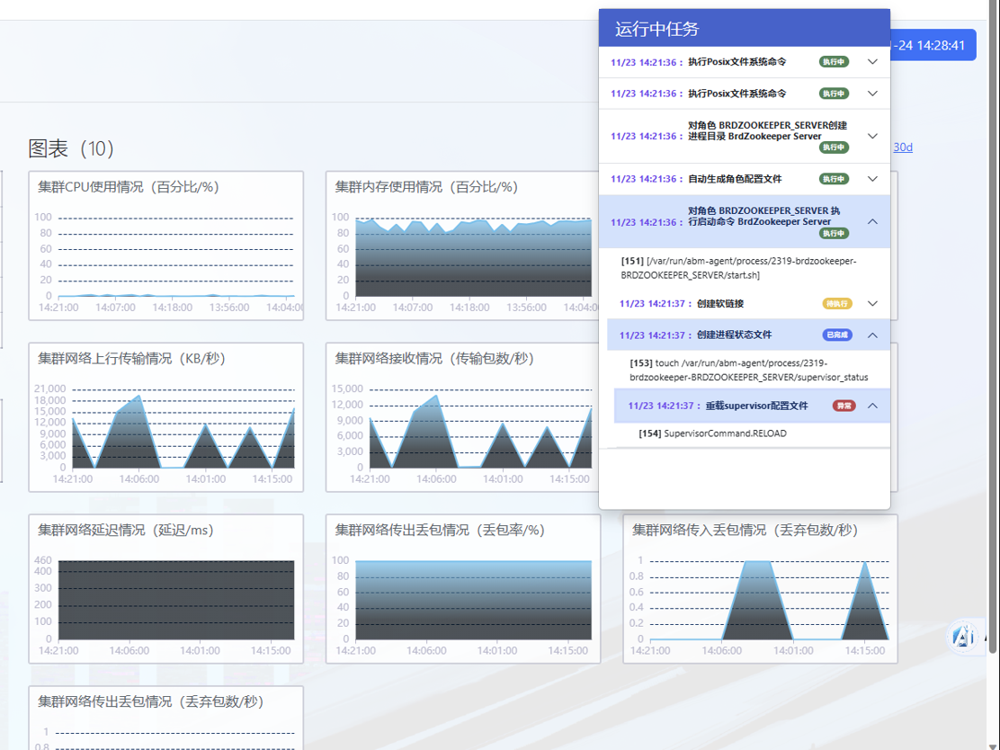 运行中任务
-24 14:28:41
11/23 14:21:36： 执行Posix文件系统命令 执行中
11/23 14:21:36： 执行Posix文件系统命令 执行中
11/23 14:21:36： 对角色 BRDZOOKEEPER_SERVER创建
进程目录 BrdZookeeper Server
执行中
11/23 14:21:36： 自动生成角色配置文件 执行中
11/23 14:21:36： 对角色 BRDZOOKEEPER_SERVER 执
行启动命令 BrdZookeeper Server
执行中
[151] [/var/run/abm-agent/process/2319-brdzookeeper-
BRDZOOKEEPER_SERVER/start.sh]
11/23 14:21:37： 创建软链接 待执行
11/23 14:21:37： 创建进程状态文件 已完成
[153] touch /var/run/abm-agent/process/2319-
brdzookeeper-BRDZOOKEEPER_SERVER/supervisor_status
11/23 14:21:37： 重载supervisor配置文件 异常
[154] SupervisorCommand.RELOAD
图表（10）
30d
集群CPU使用情况（百分比/%）
100
80
60
40
20
0
14:21:00 14:07:00 14:18:00 13:56:00 14:04:00
集群内存使用情况（百分比/%）
100
80
60
40
20
0
14:21:00 14:07:00 14:18:00 13:56:00 14:04:0
集群网络上行传输情况（KB/秒）
21,000
18,000
15,000
12,000
9,000
6,000
3,000
0
14:21:00 14:06:00 14:01:00 14:15:00
集群网络接收情况（传输包数/秒）
15,000
12,000
9,000
6,000
3,000
0
14:21:00 14:06:00 14:01:00 14:15:00
集群网络延迟情况（延迟/ms）
460
400
300
200
100
0
14:21:00 14:06:00 14:01:00 14:15:00
集群网络传出丢包情况（丢包率/%）
100
80
60
40
20
0
14:21:00 14:06:00 14:01:00 14:15:00
集群网络传入丢包情况（丢弃包数/秒）
1
0.8
0.6
0.4
0.2
0
14:21:00 14:06:00 14:01:00 14:15:00
集群网络传出丢包情况（丢弃包数/秒）
1
0.8